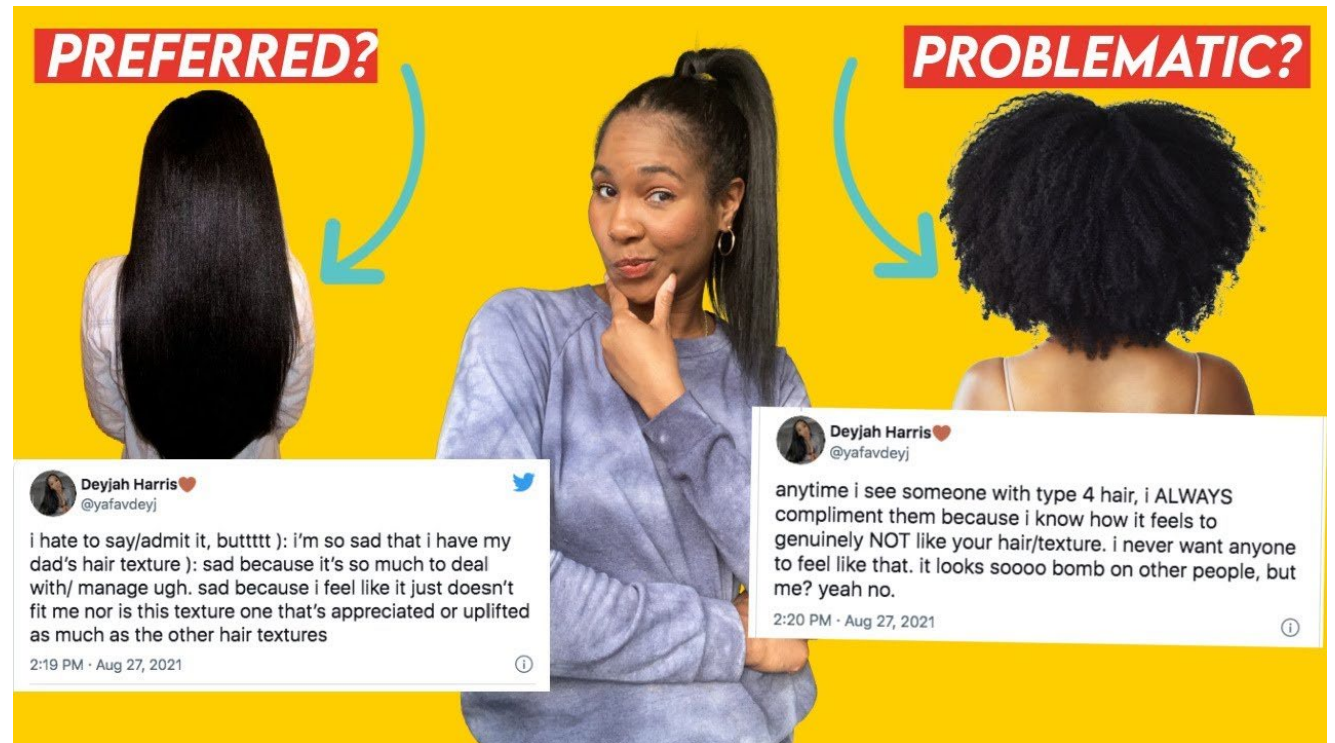 PREFERRED?
PROBLEMATIC?
Deyjah Harris🤎
@yafavdeyj
i hate to say/admit it, buttttt ): i'm so sad that i have my
dad's hair texture ): sad because it's so much to deal
with/ manage ugh. sad because i feel like it just doesn't
fit me nor is this texture one that's appreciated or uplifted
as much as the other hair textures
2:19 PM · Aug 27, 2021
Deyjah Harris🤎
@yafavdeyj
anytime i see someone with type 4 hair, i ALWAYS
compliment them because i know how it feels to
genuinely NOT like your hair/texture. i never want anyone
to feel like that. it looks soooo bomb on other people, but
me? yeah no.
2:20 PM · Aug 27, 2021